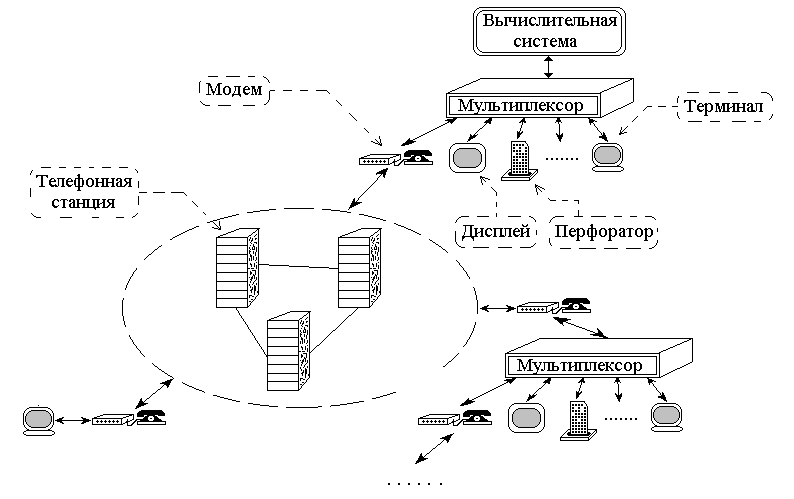 Вычислительная
система
Модем
Мультиплексор
Терминал
.......
Телефонная
станция
Дисплей
Перфоратор
Мультиплексор
.......
......